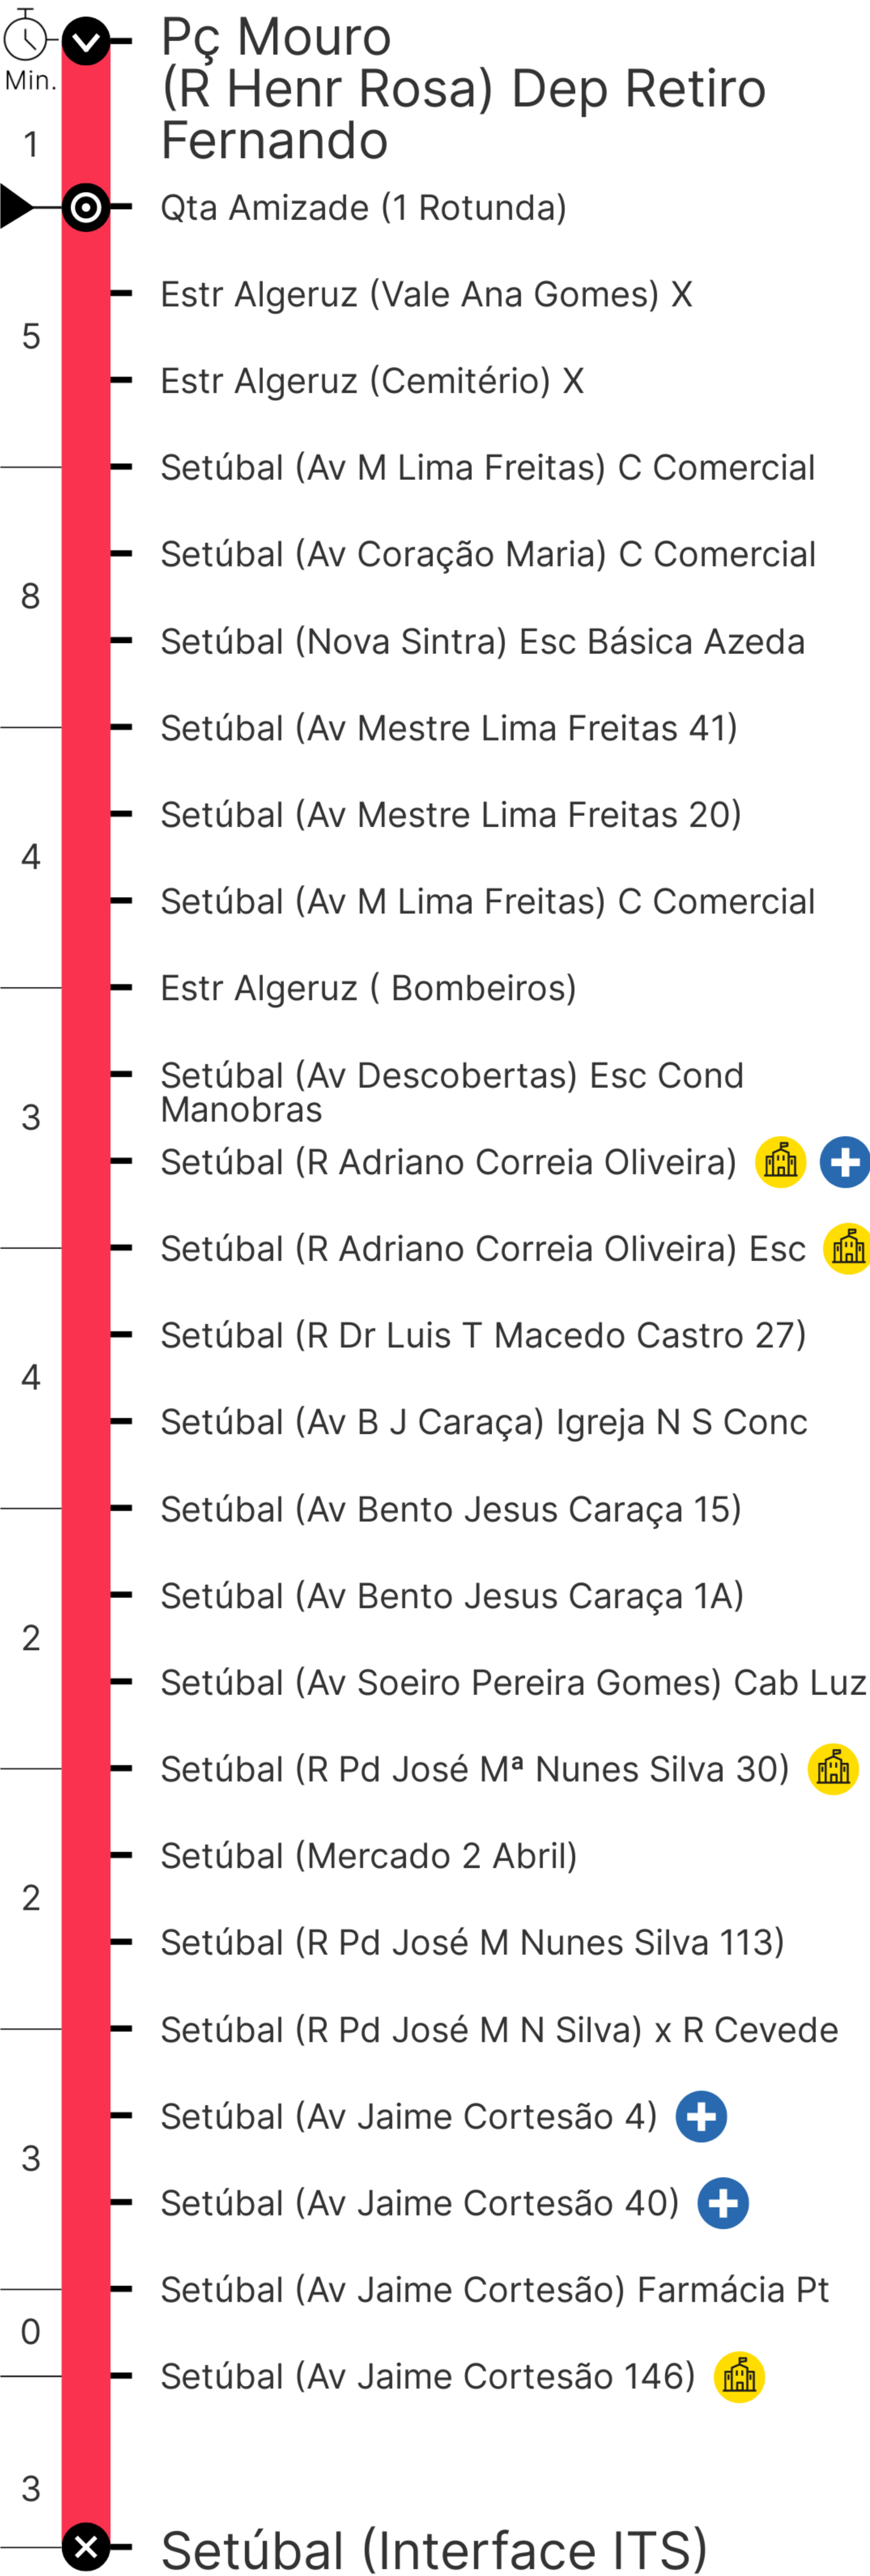 Pç Mouro
Min.
(R Henr Rosa) Dep Retiro
1
Fernando
Qta Amizade (1 Rotunda)
Estr Algeruz (Vale Ana Gomes) X
5
Estr Algeruz (Cemitério) X
Setúbal (Av M Lima Freitas) C Comercial
Setúbal (Av Coração Maria) C Comercial
8
Setúbal (Nova Sintra) Esc Básica Azeda
Setúbal (Av Mestre Lima Freitas 41)
Setúbal (Av Mestre Lima Freitas 20)
4
Setúbal (Av M Lima Freitas) C Comercial
Estr Algeruz ( Bombeiros)
Setúbal (Av Descobertas) Esc Cond
Manobras
3
Setúbal (R Adriano Correia Oliveira)
Setúbal (R Adriano Correia Oliveira) Esc
Setúbal (R Dr Luis T Macedo Castro 27)
4
Setúbal (Av B J Caraça) Igreja N S Conc
Setúbal (Av Bento Jesus Caraça 15)
Setúbal (Av Bento Jesus Caraça 1A)
2
Setúbal (Av Soeiro Pereira Gomes) Cab Luz
Setúbal (R Pd José Mª Nunes Silva 30)
Setúbal (Mercado 2 Abril)
2
Setúbal (R Pd José M Nunes Silva 113)
Setúbal (R Pd José M N Silva) x R Cevede
Setúbal (Av Jaime Cortesão 4)
3
Setúbal (Av Jaime Cortesão 40)
Setúbal (Av Jaime Cortesão) Farmácia Pt
0
Setúbal (Av Jaime Cortesão 146)
3
Setúbal (Interface ITS)